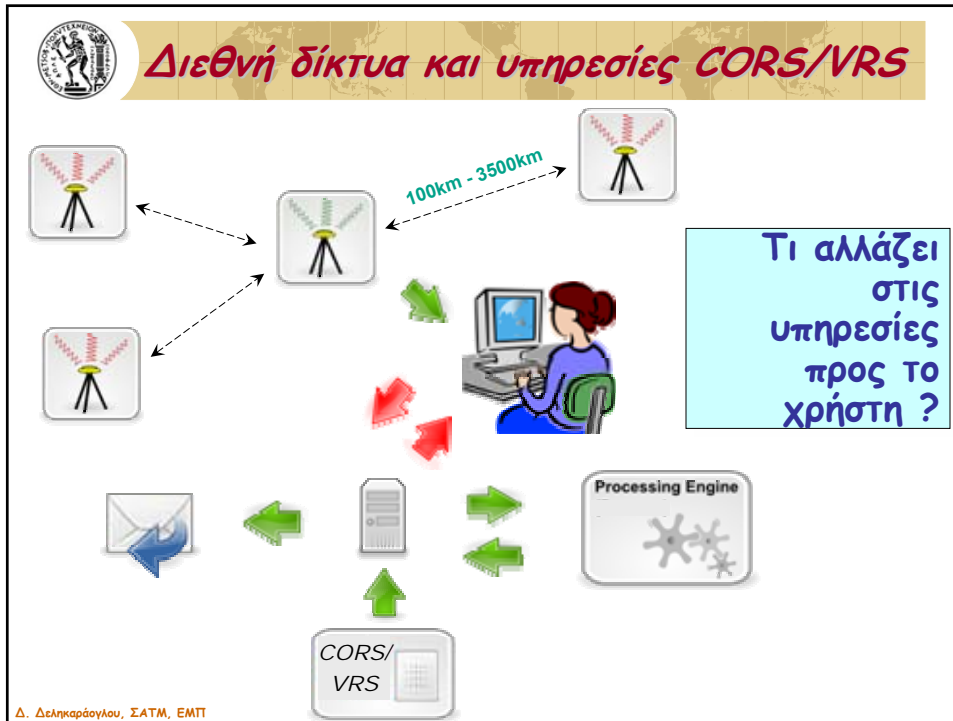 Διεθνή δίκτυα και υπηρεσίες CORS/VRS
100km - 3500km
Τι αλλάζει
στις
υπηρεσίες
προς το
χρήστη ?
Processing Engine
CORS/
VRS
Δ. Δεληκαράογλου, ΣΑΤΜ, ΕΜΠ